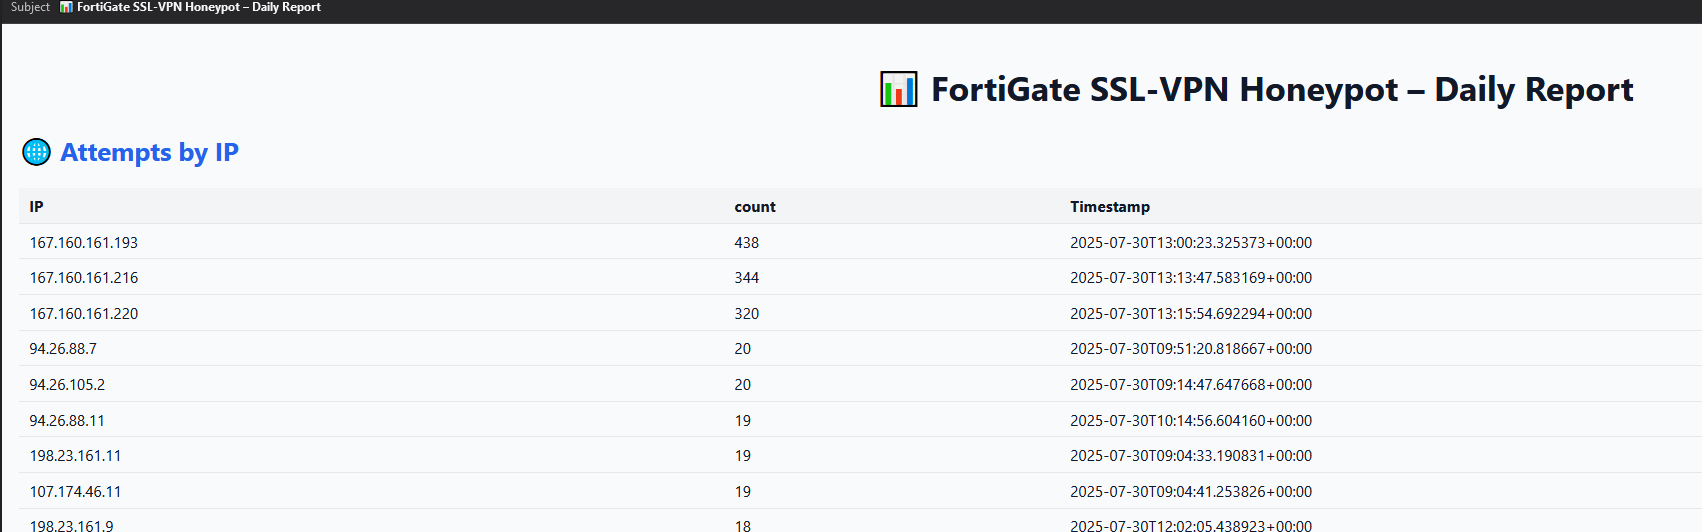 Subject 📊 FortiGate SSL-VPN Honeypot – Daily Report
📊 FortiGate SSL-VPN Honeypot – Daily Report
🌐 Attempts by IP
IP count Timestamp
167.160.161.193 438 2025-07-30T13:00:23.325373+00:00
167.160.161.216 344 2025-07-30T13:13:47.583169+00:00
167.160.161.220 320 2025-07-30T13:15:54.692294+00:00
94.26.88.7 20 2025-07-30T09:51:20.818667+00:00
94.26.105.2 20 2025-07-30T09:14:47.647668+00:00
94.26.88.11 19 2025-07-30T10:14:56.604160+00:00
198.23.161.11 19 2025-07-30T09:04:33.190831+00:00
107.174.46.11 19 2025-07-30T09:04:41.253826+00:00
198.23.161.9 18 2025-07-30T12:02:05.438923+00:00